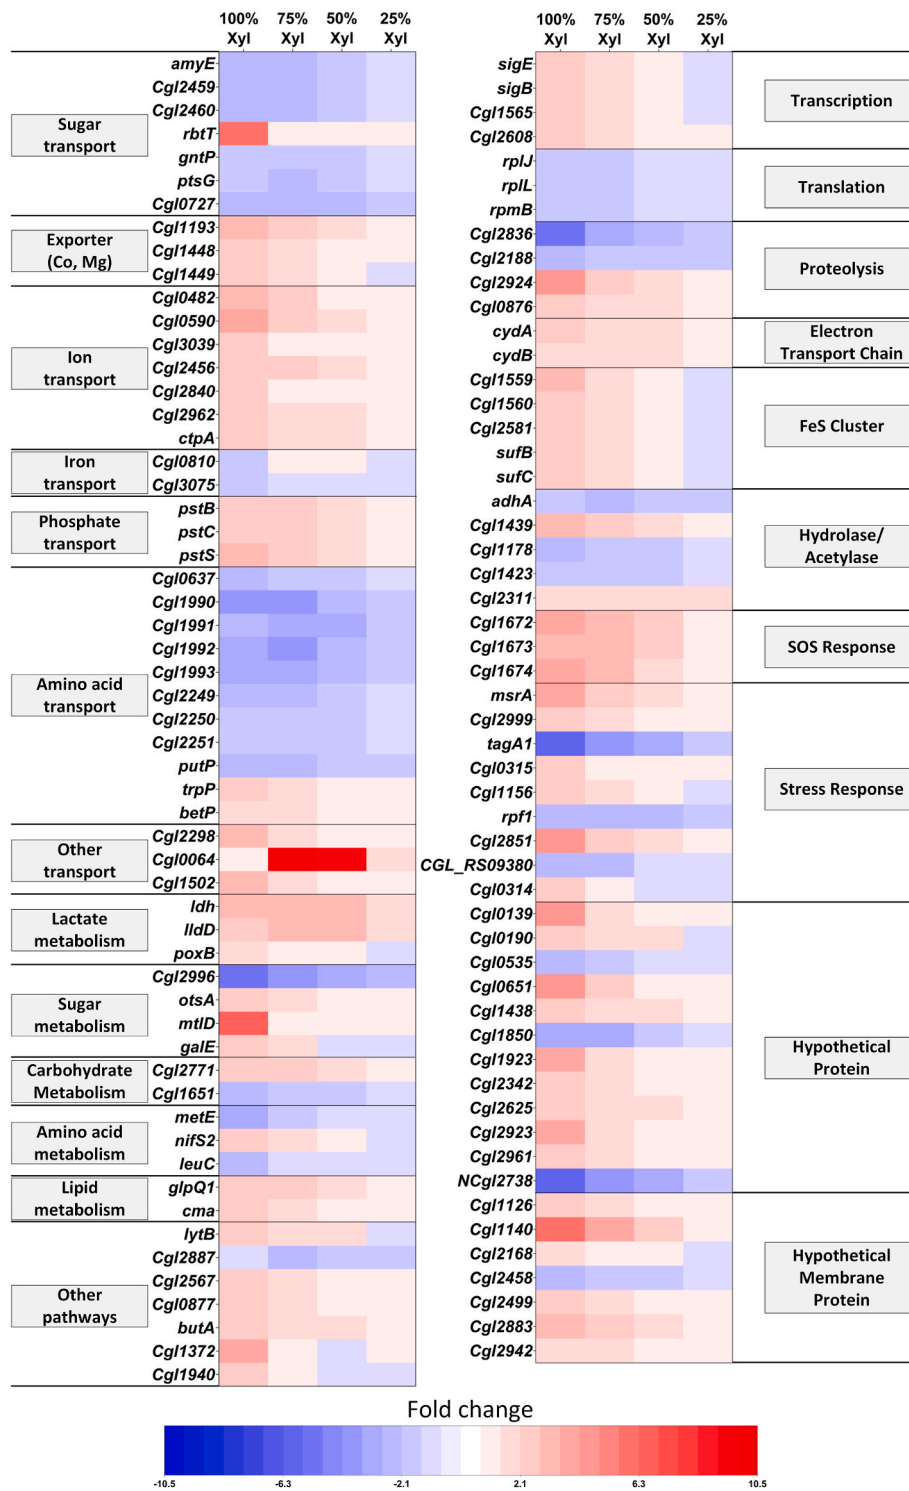 100% 75% 50% 25%
Xyl Xyl Xyl Xyl
Sugar
transport
amyE
Cgl2459
Cgl2460
rbtT
gntP
ptsG
Cgl0727
Exporter
(Co, Mg)
Cgl1193
Cgl1448
Cgl1449
Ion
transport
Cgl0482
Cgl0590
Cgl3039
Cgl2456
Cgl2840
Cgl2962
ctpA
Iron
transport
Cgl0810
Cgl3075
Phosphate
transport
pstB
pstC
pstS
Amino acid
transport
Cgl0637
Cgl1990
Cgl1991
Cgl1992
Cgl1993
Cgl2249
Cgl2250
Cgl2251
putP
trpP
betP
Other
transport
Cgl2298
Cgl0064
Cgl1502
Lactate
metabolism
ldh
lldD
poxB
Sugar
metabolism
Cgl2996
otsA
mtlD
galE
Carbohydrate
Metabolism
Cgl2771
Cgl1651
Amino acid
metabolism
metE
nifS2
leuC
Lipid
metabolism
glpQ1
cma
Other
pathways
lytB
Cgl2887
Cgl2567
Cgl0877
butA
Cgl1372
Cgl1940
100% 75% 50% 25%
Xyl Xyl Xyl Xyl
sigE
sigB
Cgl1565
Cgl2608
Transcription
rplJ
rplL
rpmB
Translation
Cgl2836
Cgl2188
Cgl2924
Cgl0876
Proteolysis
cydA
cydB
Electron
Transport Chain
Cgl1559
Cgl1560
Cgl2581
sufB
sufC
FeS Cluster
adhA
Cgl1439
Cgl1178
Cgl1423
Cgl2311
Hydrolase/
Acetylase
Cgl1672
Cgl1673
Cgl1674
SOS Response
msrA
Cgl2999
tagA1
Cgl0315
Cgl1156
rpf1
Cgl2851
CGL_RS09380
Cgl0314
Stress Response
Cgl0139
Cgl0190
Cgl0535
Cgl0651
Cgl1438
Cgl1850
Cgl1923
Cgl2342
Cgl2625
Cgl2923
Cgl2961
NCgl2738
Hypothetical
Protein
Cgl1126
Cgl1140
Cgl2168
Cgl2458
Cgl2499
Cgl2883
Cgl2942
Hypothetical
Membrane
Protein
Fold change
-10.5 -6.3 -2.1 2.1 6.3 10.5